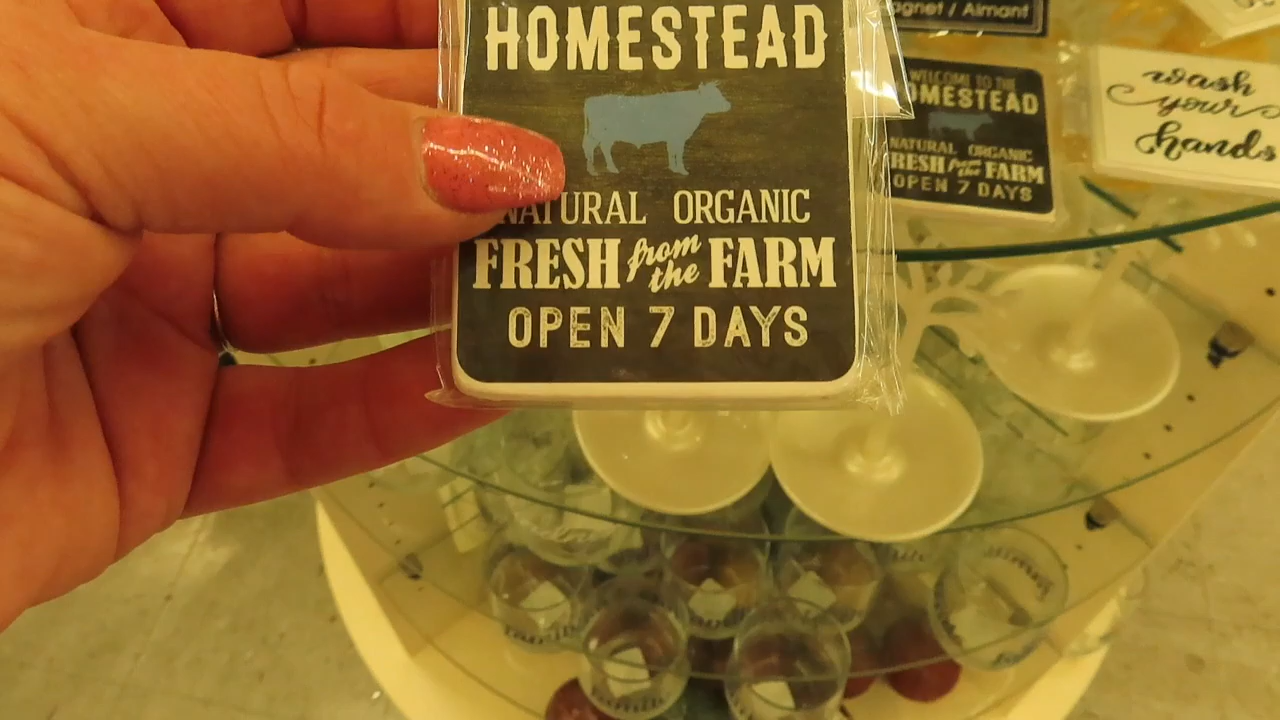 HOMESTEAD
NATURAL ORGANIC
FRESH from the FARM
OPEN 7 DAYS
agnet / Aimant
WELCOME TO THE
HOMESTEAD
NATURAL ORGANIC
FRESH from the FARM
OPEN 7 DAYS
wash
your
hands